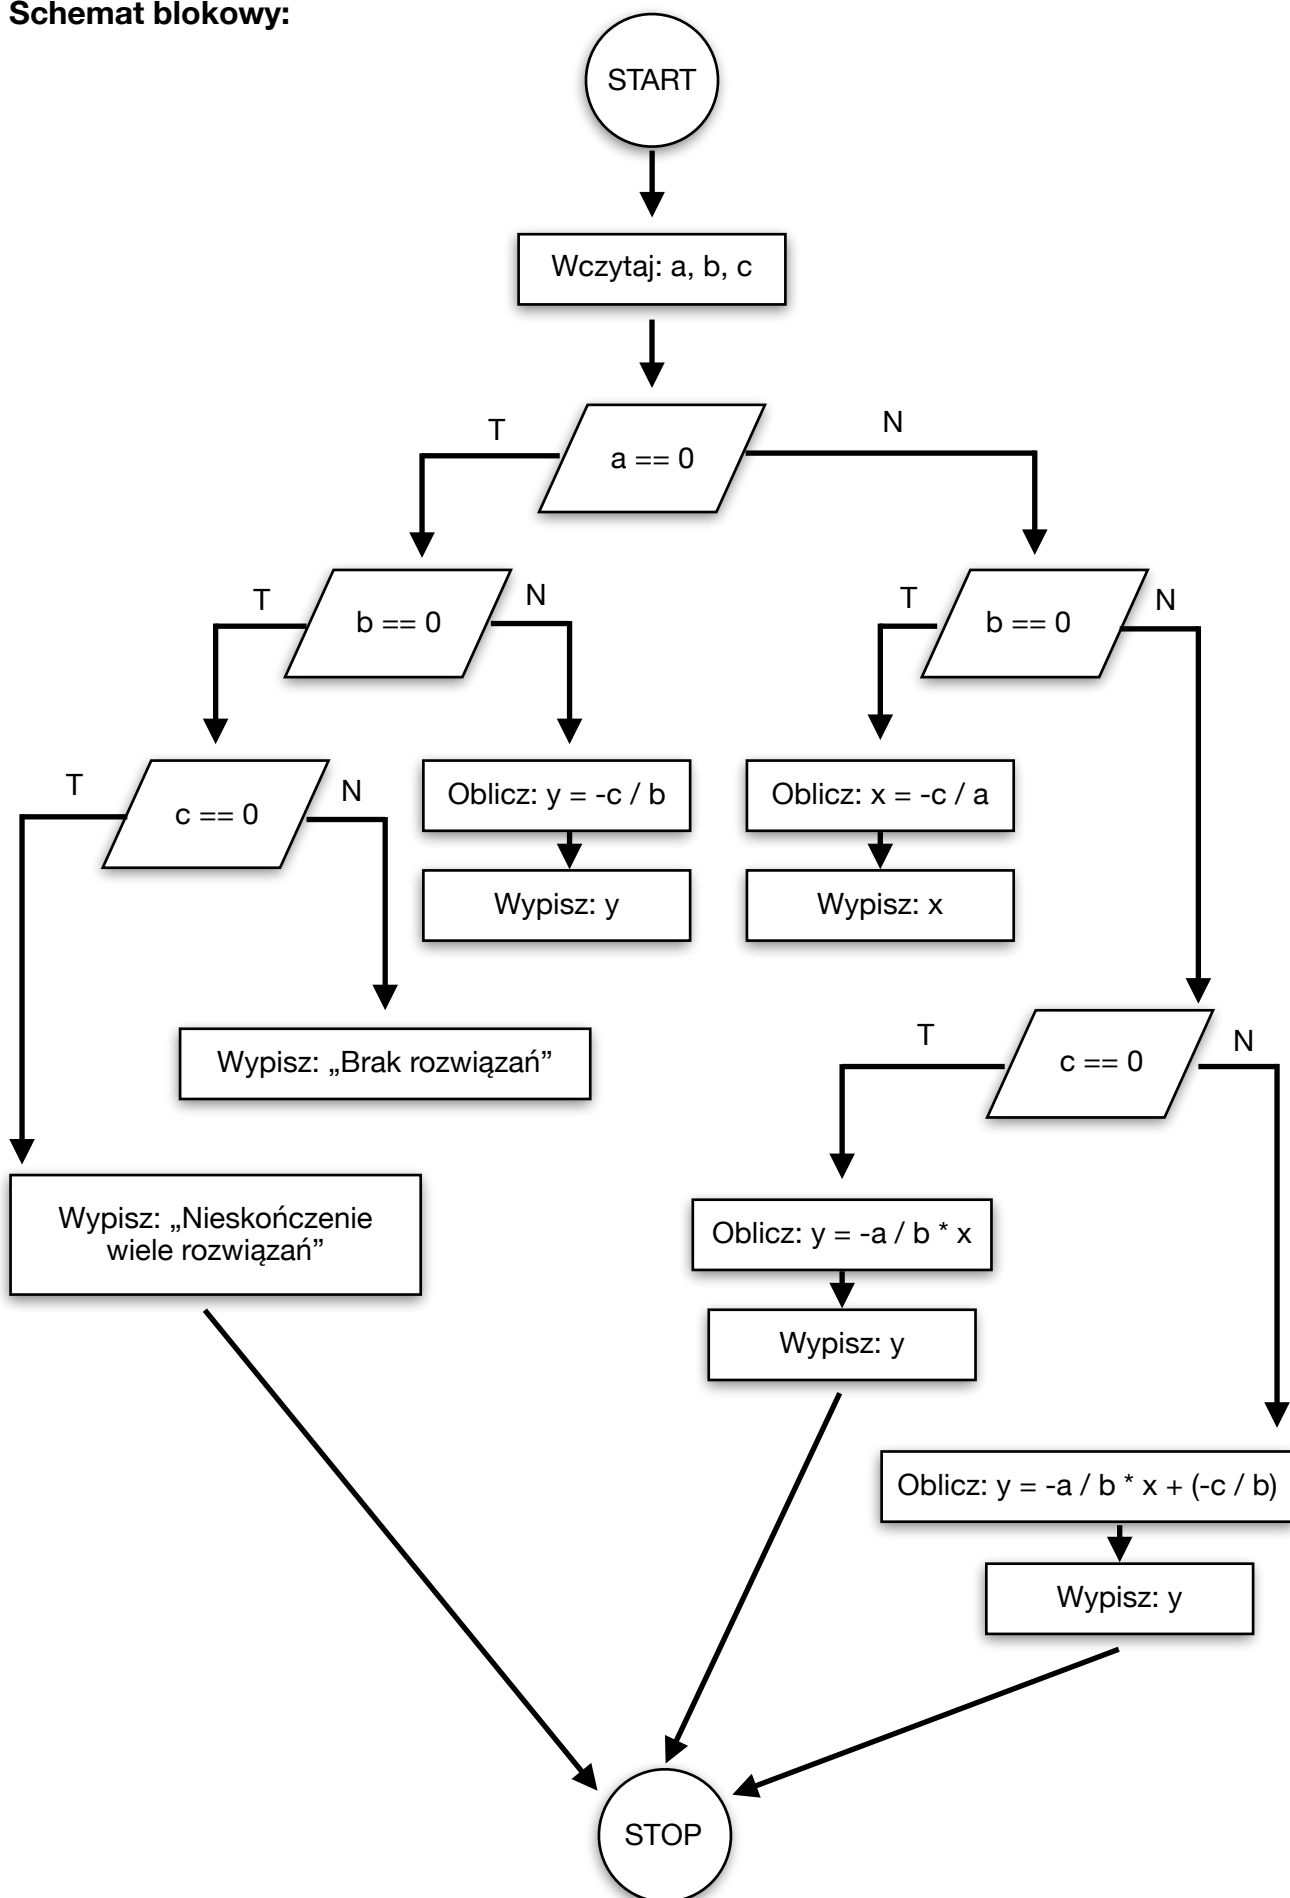 Schemat blokowy:
START
Wczytaj: a, b, c
T
a == 0
N
T
b == 0
N
T
b == 0
N
T
c == 0
N
Oblicz: y = -c / b
Wypisz: y
Oblicz: x = -c / a
Wypisz: x
Wypisz: „Brak rozwiązań”
Wypisz: „Nieskończenie
wiele rozwiązań”
T
c == 0
N
Oblicz: y = -a / b * x
Wypisz: y
Oblicz: y = -a / b * x + (-c / b)
Wypisz: y
STOP